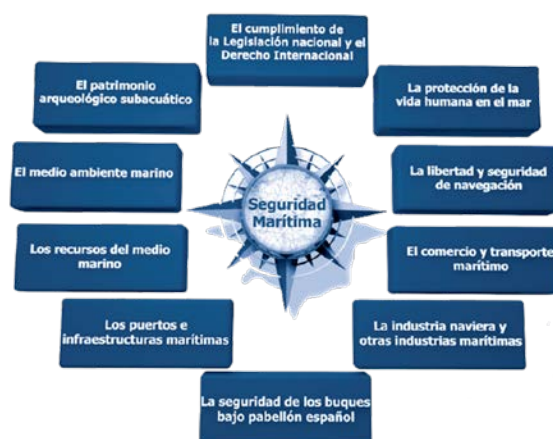 El cumplimiento de
la Legislación nacional y el
Derecho Internacional
El patrimonio
arqueológico subacuático
La protección de la
vida humana en el mar
El medio ambiente marino
La libertad y seguridad
de navegación
Seguridad
Marítima
Los recursos del medio
marino
El comercio y transporte
marítimo
Los puertos e
infraestructuras marítimas
La industria naviera y
otras industrias marítimas
La seguridad de los buques
bajo pabellón español